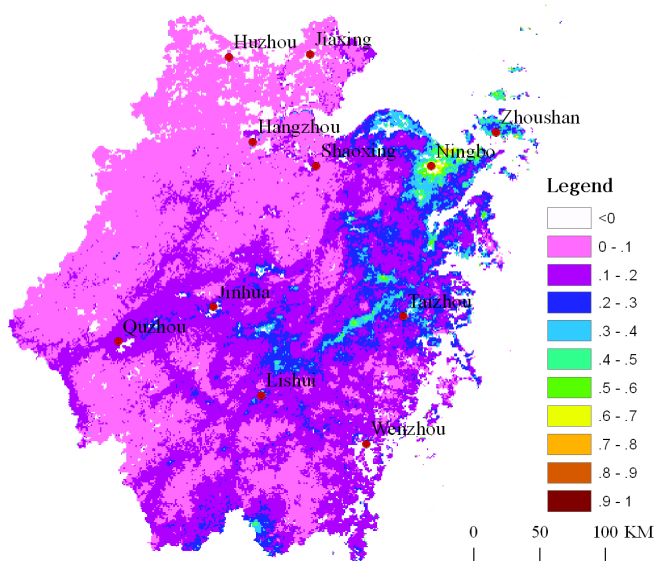 Huzhou
Jiaxing
Zhoushan
Hangzhou
Shaoxing
Ningbo
Legend
<0
0 - .1
.1 - .2
.2 - .3
.3 - .4
.4 - .5
.5 - .6
.6 - .7
.7 - .8
.8 - .9
.9 - 1
Jinhua
Taizhou
Quzhou
Lishui
Wenzhou
0 50 100 KM